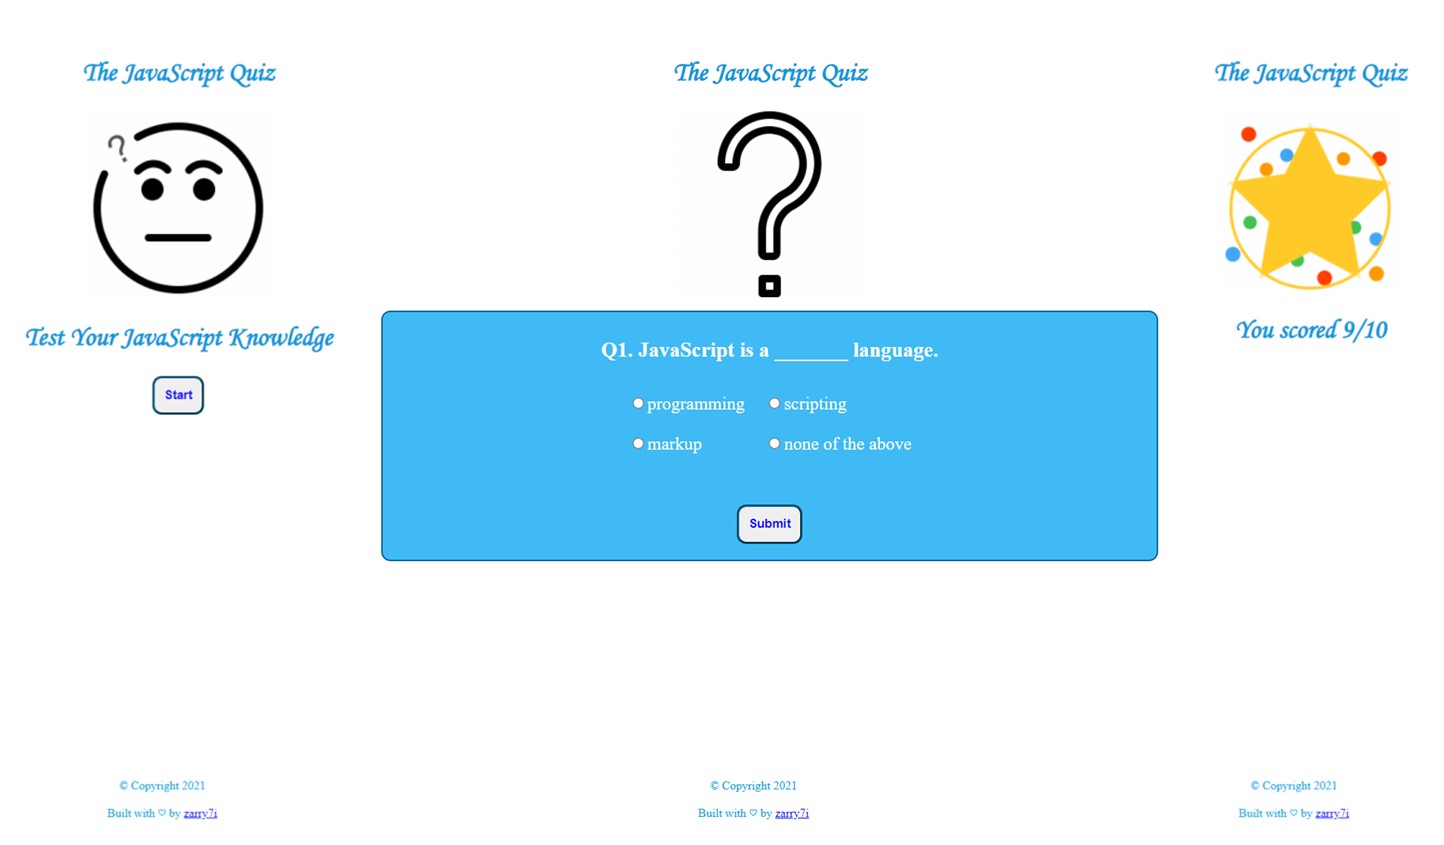 The JavaScript Quiz
?
Test Your JavaScript Knowledge
Start
© Copyright 2021
Built with ♡ by zarry7i
The JavaScript Quiz
?
Q1. JavaScript is a _______ language.
programming scripting
markup none of the above
Submit
© Copyright 2021
Built with ♡ by zarry7i
The JavaScript Quiz
You scored 9/10
© Copyright 2021
Built with ♡ by zarry7i